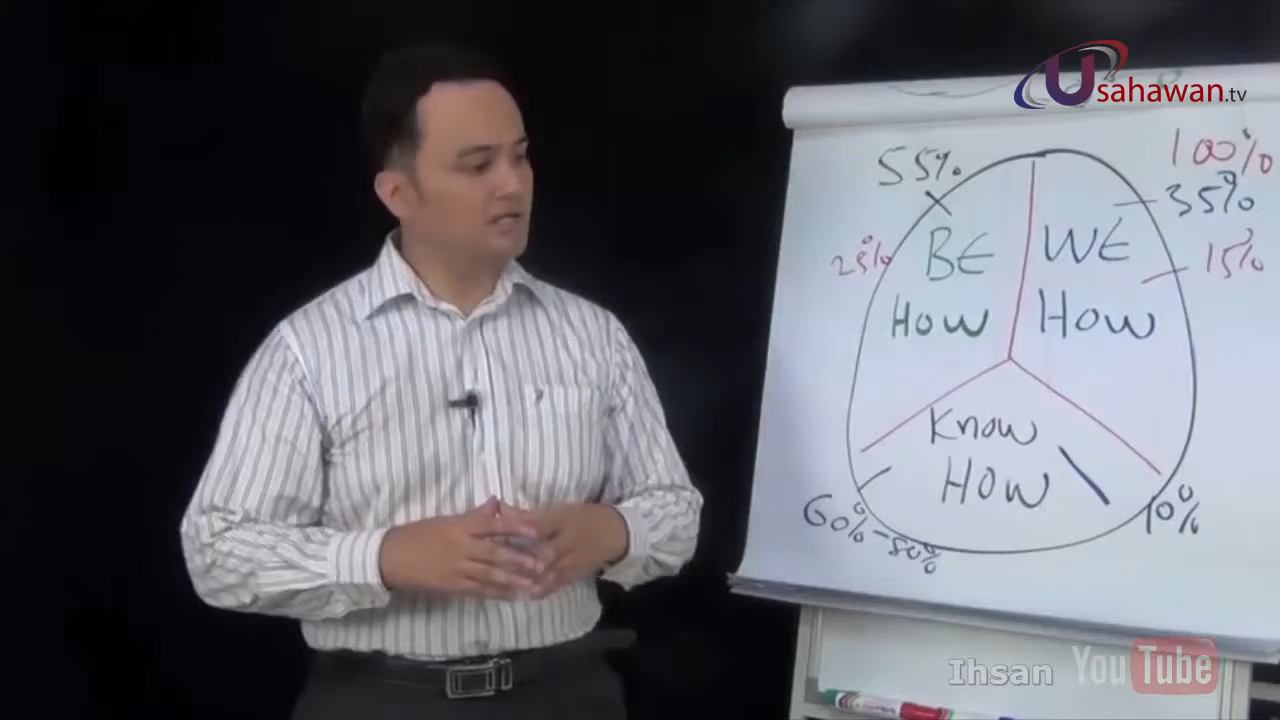 Usahawan.tv
100%
55%
35%
BE
WE
25%
15%
HOW
HOW
Know
HOW
60%-80%
10%
Ihsan YouTube